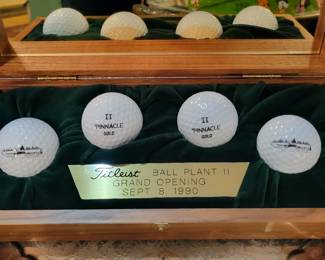 II
PINNACLE
GOLD
II
PINNACLE
GOLD
Titleist BALL PLANT II
GRAND OPENING
SEPT. 8, 1990